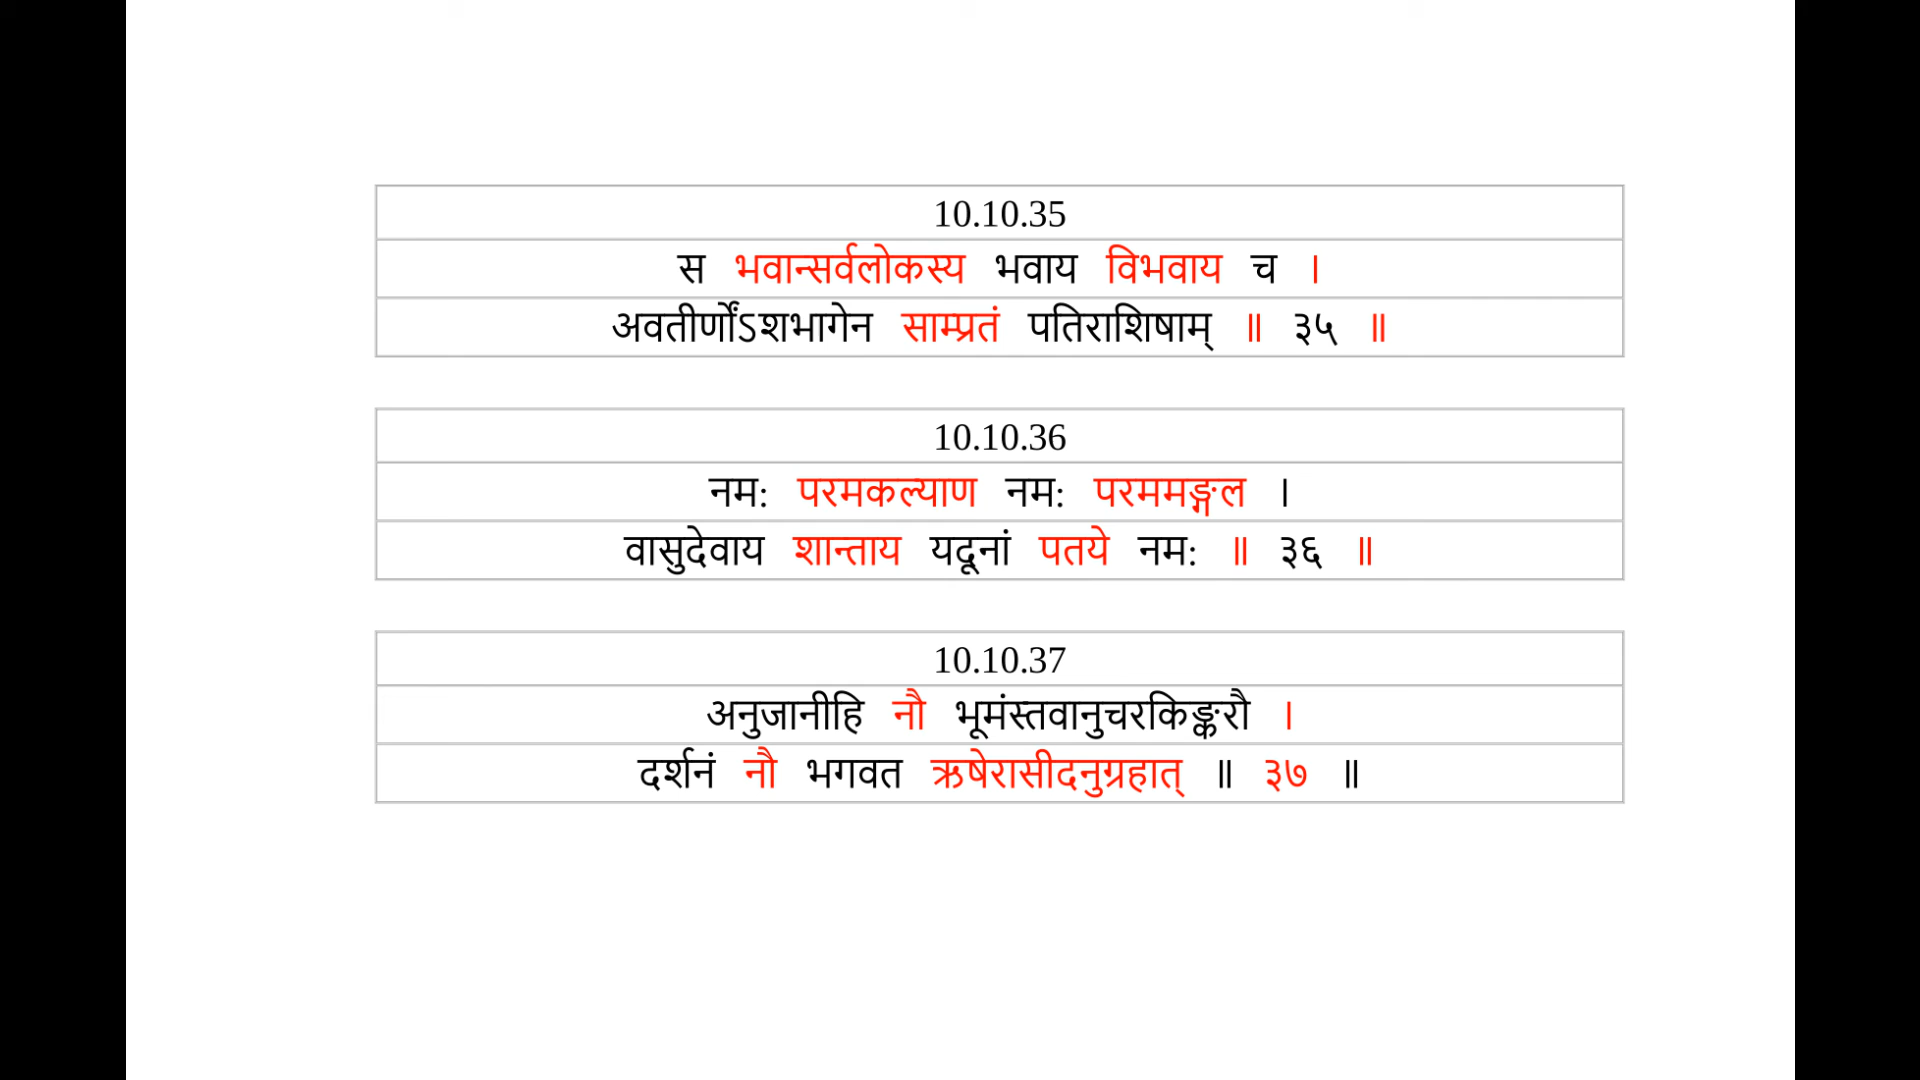 10.10.35
स भवान्सर्वलोकस्य भवाय विभवाय च ।
अवतीर्णोंऽशभागेन साम्प्रतं पतिराशिषाम् ॥ ३५ ॥
10.10.36
नम: परमकल्याण नम: परममङ्गल ।
वासुदेवाय शान्ताय यदूनां पतये नम: ॥ ३६ ॥
10.10.37
अनुजानीहि नौ भूमंस्तवानुचरकिङ्करौ ।
दर्शनं नौ भगवत ऋषेरासीदनुग्रहात् ॥ ३७ ॥